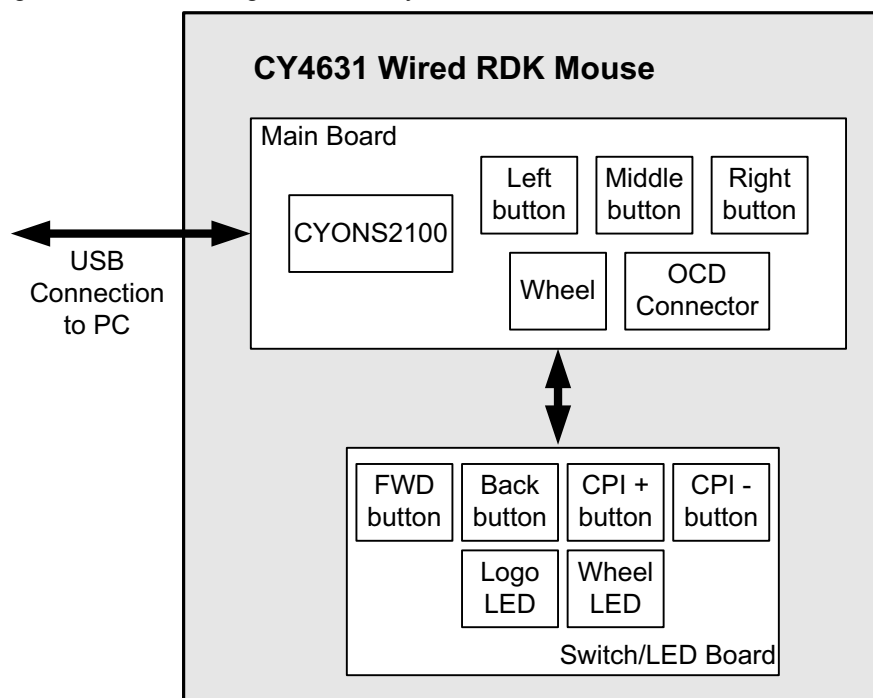 CY4631 Wired RDK Mouse
Main Board
Left
button
Middle
button
Right
button
CYONS2100
Wheel
OCD
Connector
USB
Connection
to PC
FWD
button
Back
button
CPI +
button
CPI -
button
Logo
LED
Wheel
LED
Switch/LED Board